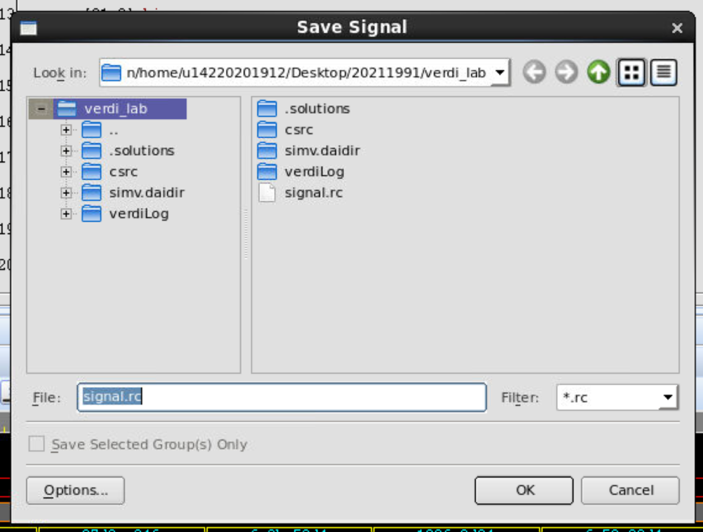 Save Signal
Look in: n/home/u14220201912/Desktop/20211991/verdi_lab
verdi_lab
..
.solutions
csrc
simv.daidir
verdiLog
.solutions
csrc
simv.daidir
verdiLog
signal.rc
File: signal.rc Filter: *.rc
Save Selected Group(s) Only
Options... OK Cancel